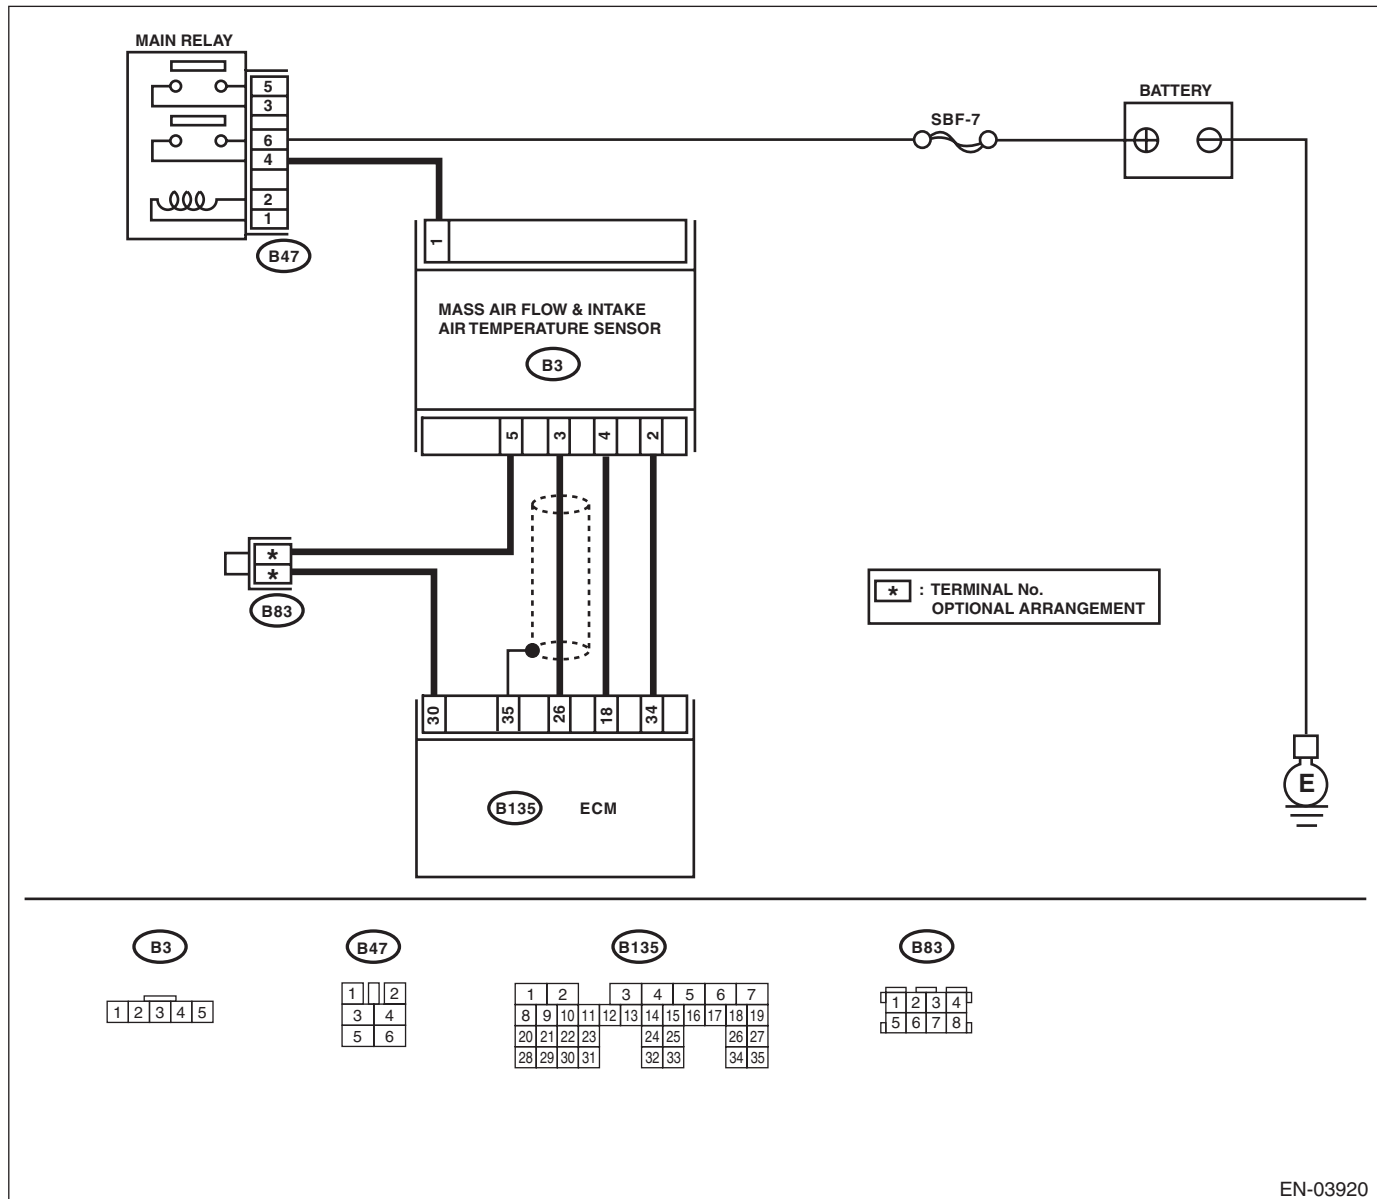 MAIN RELAY
5
3
6
4
2
1
B47
SBF-7
BATTERY
1
MASS AIR FLOW & INTAKE
AIR TEMPERATURE SENSOR
B3
5 3 4 2
*
*
B83
* : TERMINAL No.
OPTIONAL ARRANGEMENT
30 35 26 18 34
B135 ECM
E
B3
1 2 3 4 5
B47
1 2
3 4
5 6
B135
1 2 3 4 5 6 7
8 9 10 11 12 13 14 15 16 17 18 19
20 21 22 23 24 25 26 27
28 29 30 31 32 33 34 35
B83
1 2 3 4
5 6 7 8
EN-03920